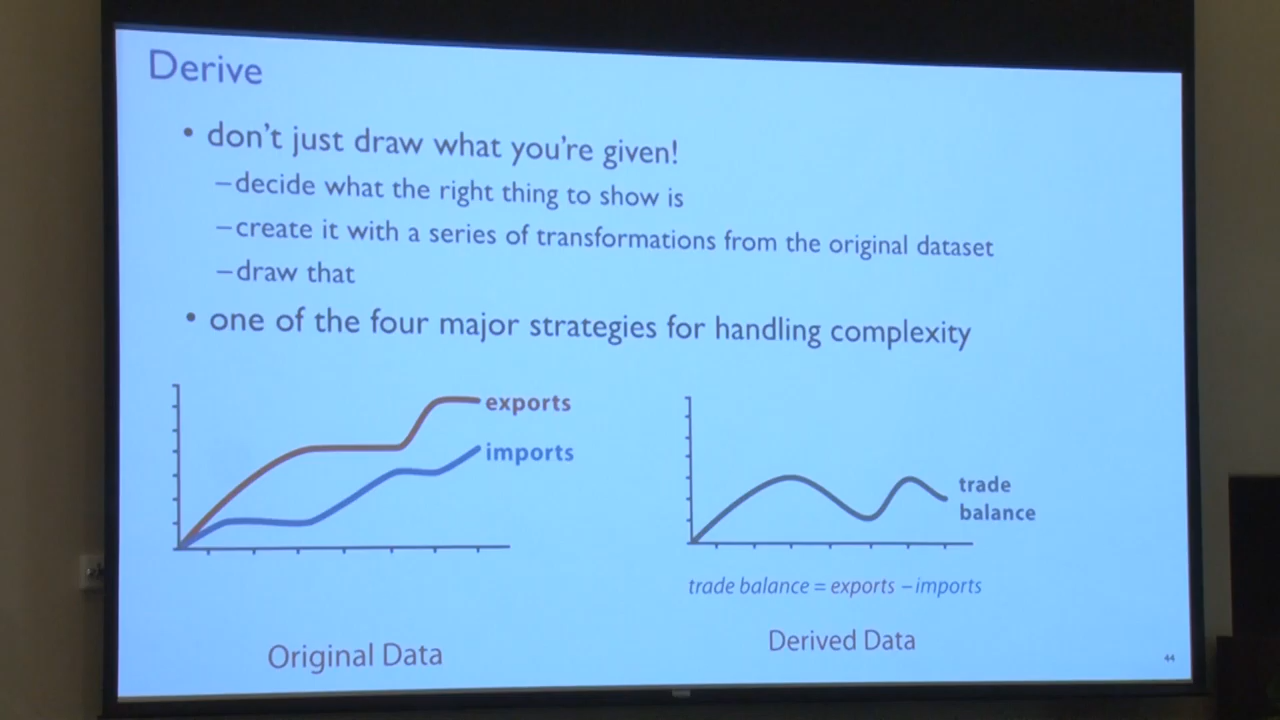 Derive
• don't just draw what you're given!
–decide what the right thing to show is
–create it with a series of transformations from the original dataset
–draw that
• one of the four major strategies for handling complexity
exports
imports
Original Data
trade
balance
trade balance = exports – imports
Derived Data
44